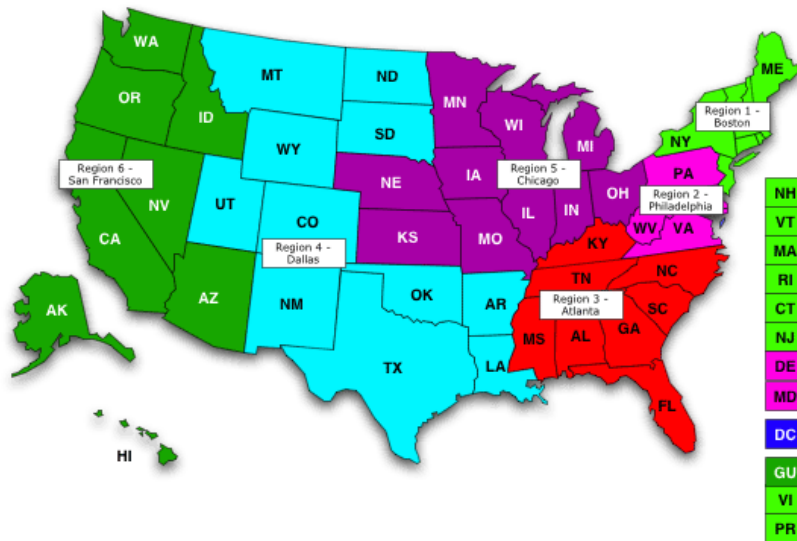 WA
MT
ND
ME
OR
ID
MN
WI
Region 1 -
Boston
SD
MI
NY
WY
Region 6 -
San Francisco
NE
IA
Region 5 -
Chicago
PA
NV
UT
OH
Region 2 -
Philadelphia
NH
IL
IN
CO
WV
VA
VT
CA
KS
MO
KY
Region 4 -
Dallas
MA
TN
NC
RI
AZ
NM
OK
AR
Region 3 -
Atlanta
SC
AK
CT
MS
AL
GA
NJ
TX
LA
DE
FL
MD
DC
HI
GU
VI
PR